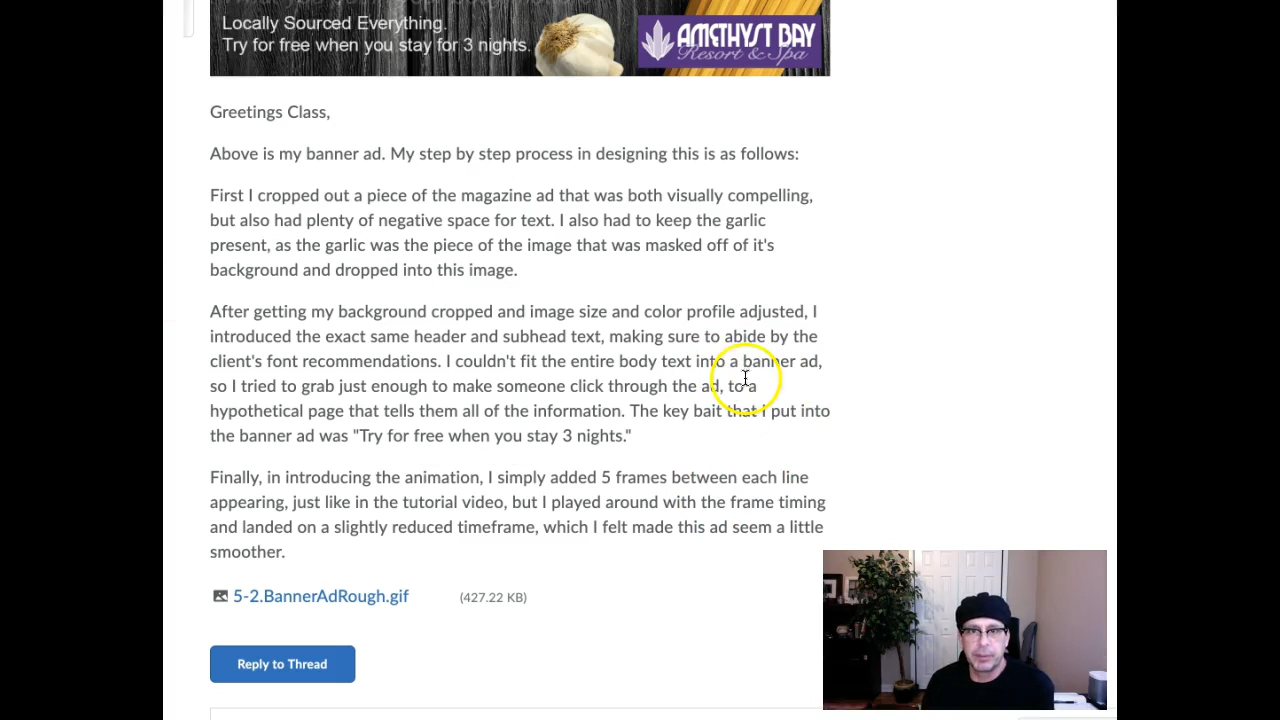 Locally Sourced Everything.
Try for free when you stay for 3 nights.
AMETHYST BAY
Resort & Spa
Greetings Class,
Above is my banner ad. My step by step process in designing this is as follows:
First I cropped out a piece of the magazine ad that was both visually compelling,
but also had plenty of negative space for text. I also had to keep the garlic
present, as the garlic was the piece of the image that was masked off of it's
background and dropped into this image.
After getting my background cropped and image size and color profile adjusted, I
introduced the exact same header and subhead text, making sure to abide by the
client's font recommendations. I couldn't fit the entire body text into a banner ad,
so I tried to grab just enough to make someone click through the ad, to a
hypothetical page that tells them all of the information. The key bait that I put into
the banner ad was "Try for free when you stay 3 nights."
Finally, in introducing the animation, I simply added 5 frames between each line
appearing, just like in the tutorial video, but I played around with the frame timing
and landed on a slightly reduced timeframe, which I felt made this ad seem a little
smoother.
5-2.BannerAdRough.gif (427.22 KB)
Reply to Thread